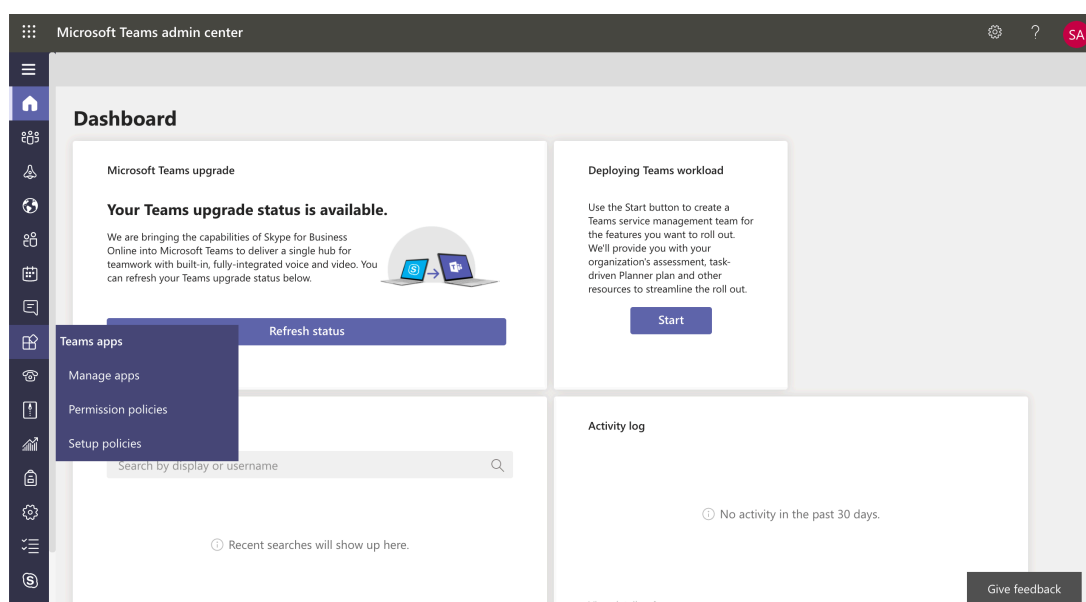 Microsoft Teams admin center
?
SA
Dashboard
Microsoft Teams upgrade
Your Teams upgrade status is available.
We are bringing the capabilities of Skype for Business
Online into Microsoft Teams to deliver a single hub for
teamwork with built-in, fully-integrated voice and video. You
can refresh your Teams upgrade status below.
Refresh status
Deploying Teams workload
Use the Start button to create a
Teams service management team for
the features you want to roll out.
We'll provide you with your
organization's assessment, task-
driven Planner plan and other
resources to streamline the roll out.
Start
Teams apps
Manage apps
Permission policies
Setup policies
Search by display or username
Recent searches will show up here.
Activity log
No activity in the past 30 days.
Give feedback